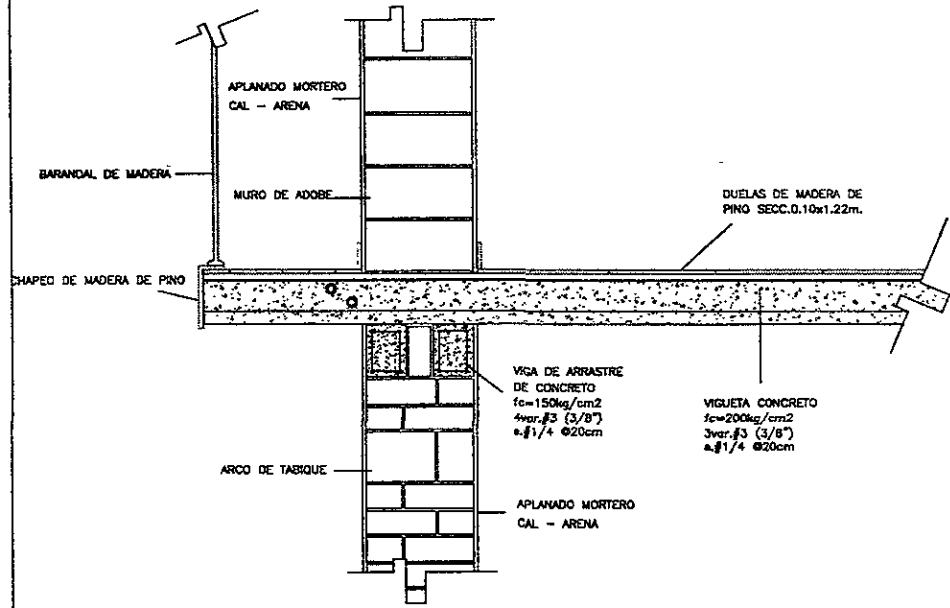 APLANADO MORTERO
CAL - ARENA
BARANDAL DE MADERA
MURO DE ADOBE
DUELAS DE MADERA DE
PINO SECC.0.10x1.22m.
CHAPEO DE MADERA DE PINO
VIGA DE ARRASTRE
DE CONCRETO
fc=150kg/cm2
4var.#3 (3/8")
e.#1/4 @20cm
VIGUETA CONCRETO
fc=200kg/cm2
3var.#3 (3/8")
e.#1/4 @20cm
ARCO DE TABIQUE
APLANADO MORTERO
CAL - ARENA